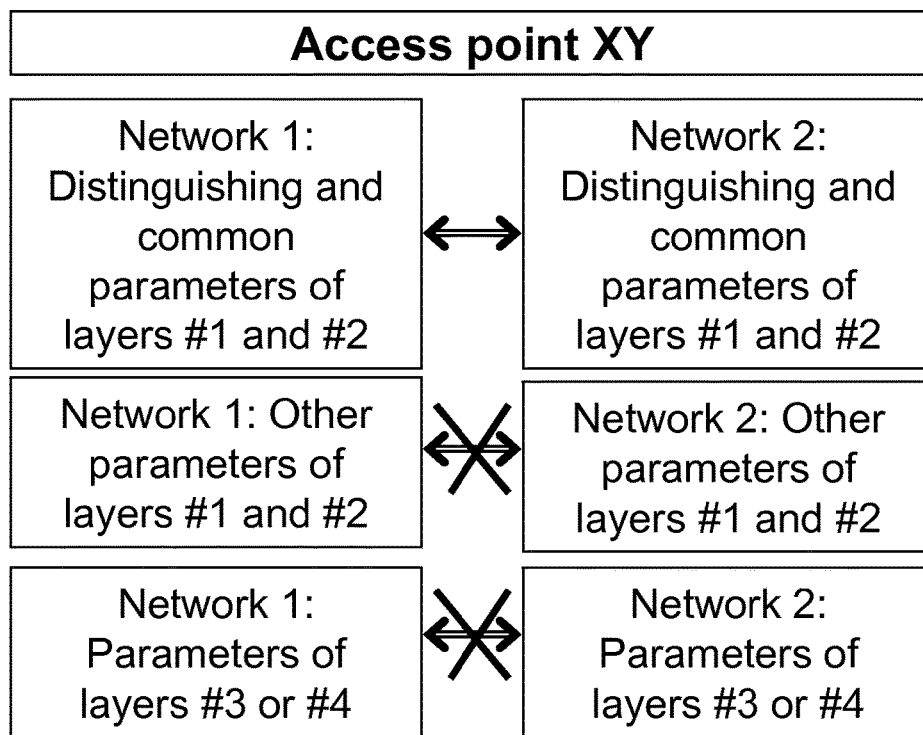 Access point XY
Network 1:
Distinguishing and
common
parameters of
layers #1 and #2
Network 2:
Distinguishing and
common
parameters of
layers #1 and #2
Network 1: Other
parameters of
layers #1 and #2
Network 2: Other
parameters of
layers #1 and #2
Network 1:
Parameters of
layers #3 or #4
Network 2:
Parameters of
layers #3 or #4